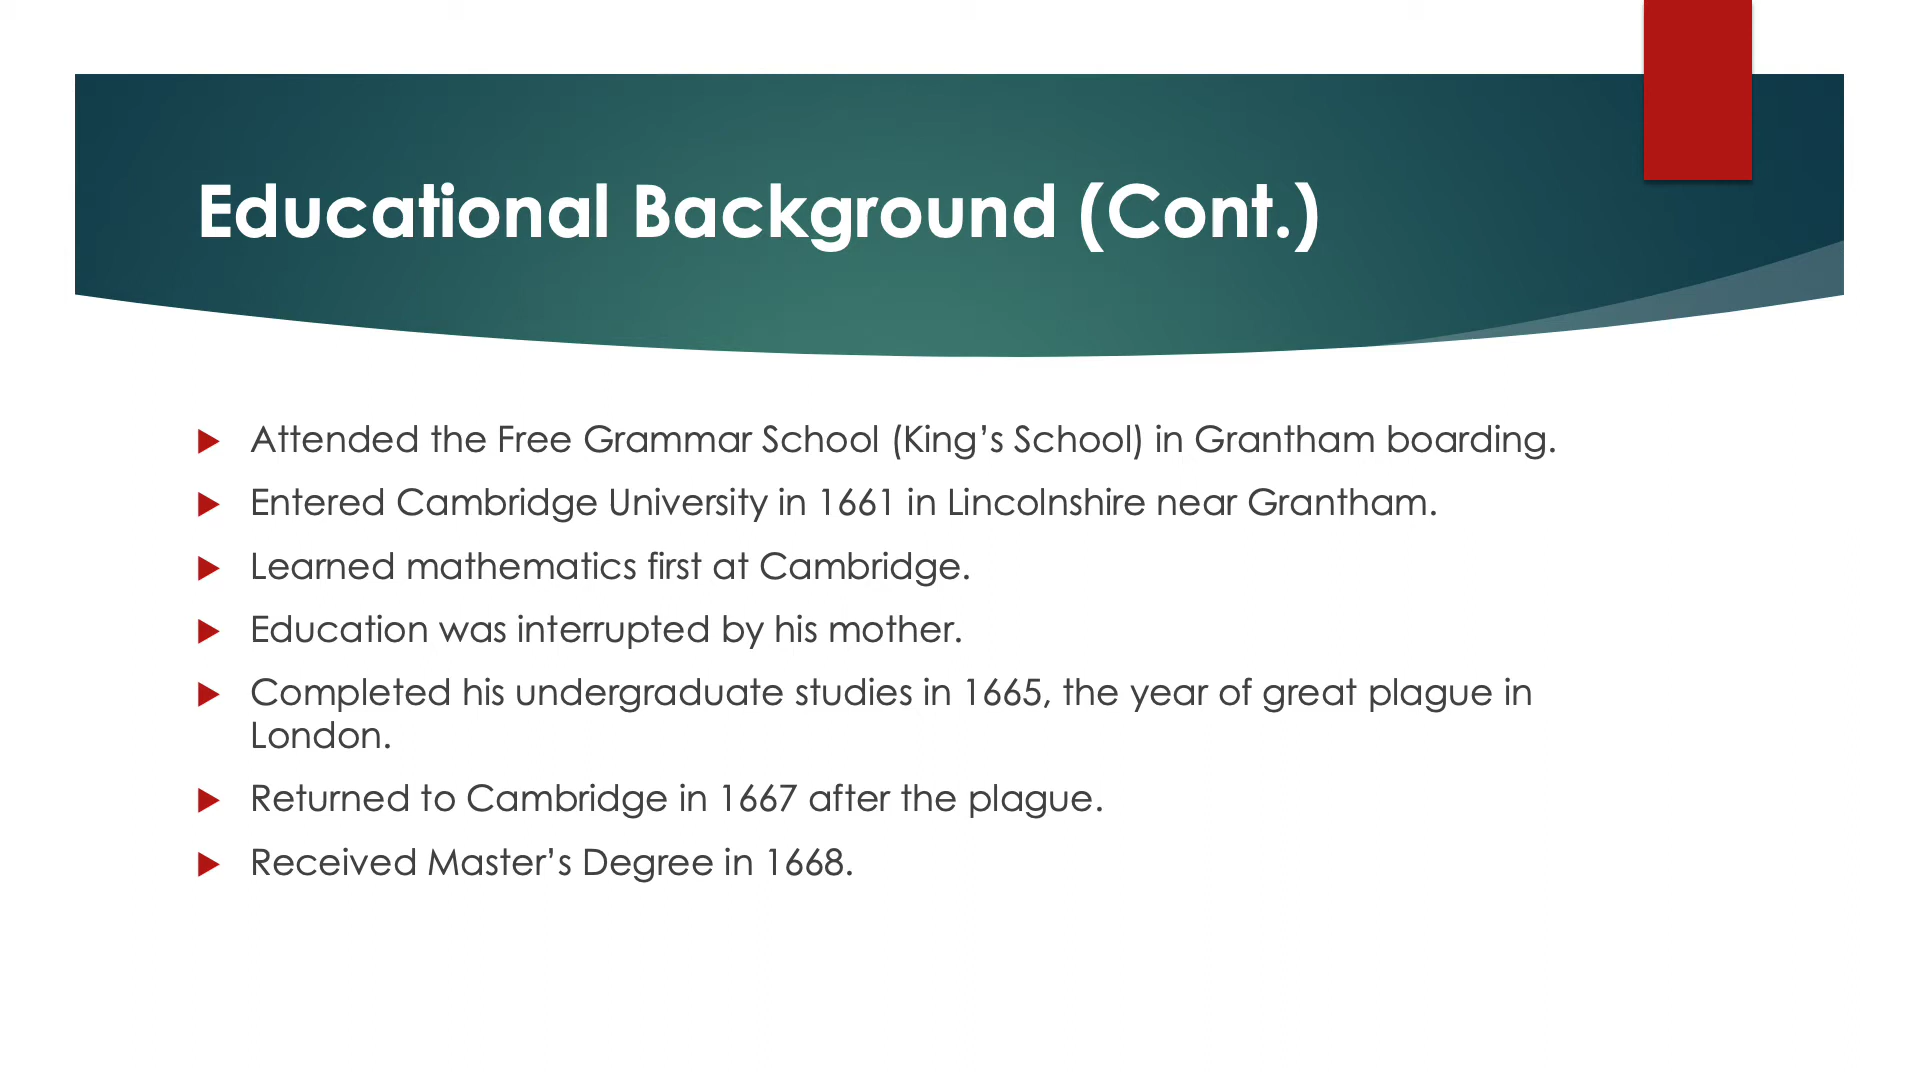 Educational Background (Cont.)
Attended the Free Grammar School (King’s School) in Grantham boarding.
Entered Cambridge University in 1661 in Lincolnshire near Grantham.
Learned mathematics first at Cambridge.
Education was interrupted by his mother.
Completed his undergraduate studies in 1665, the year of great plague in
London.
Returned to Cambridge in 1667 after the plague.
Received Master’s Degree in 1668.